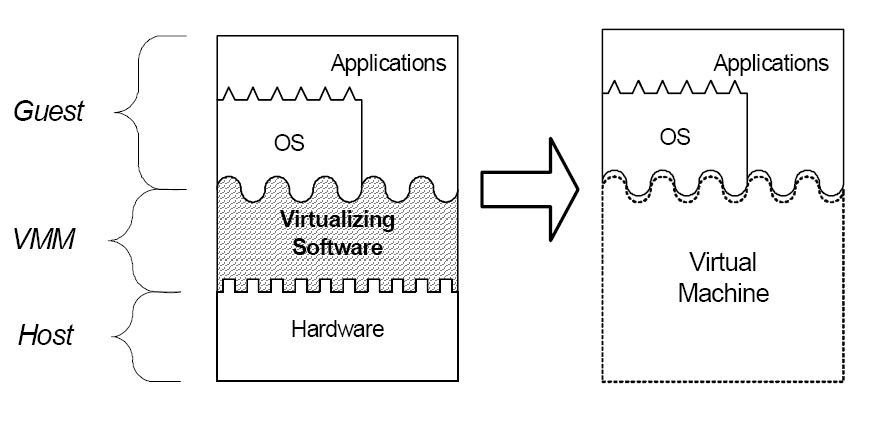 Guest
VMM
Host
Applications
OS
Virtualizing
Software
Hardware
Applications
OS
Virtual
Machine